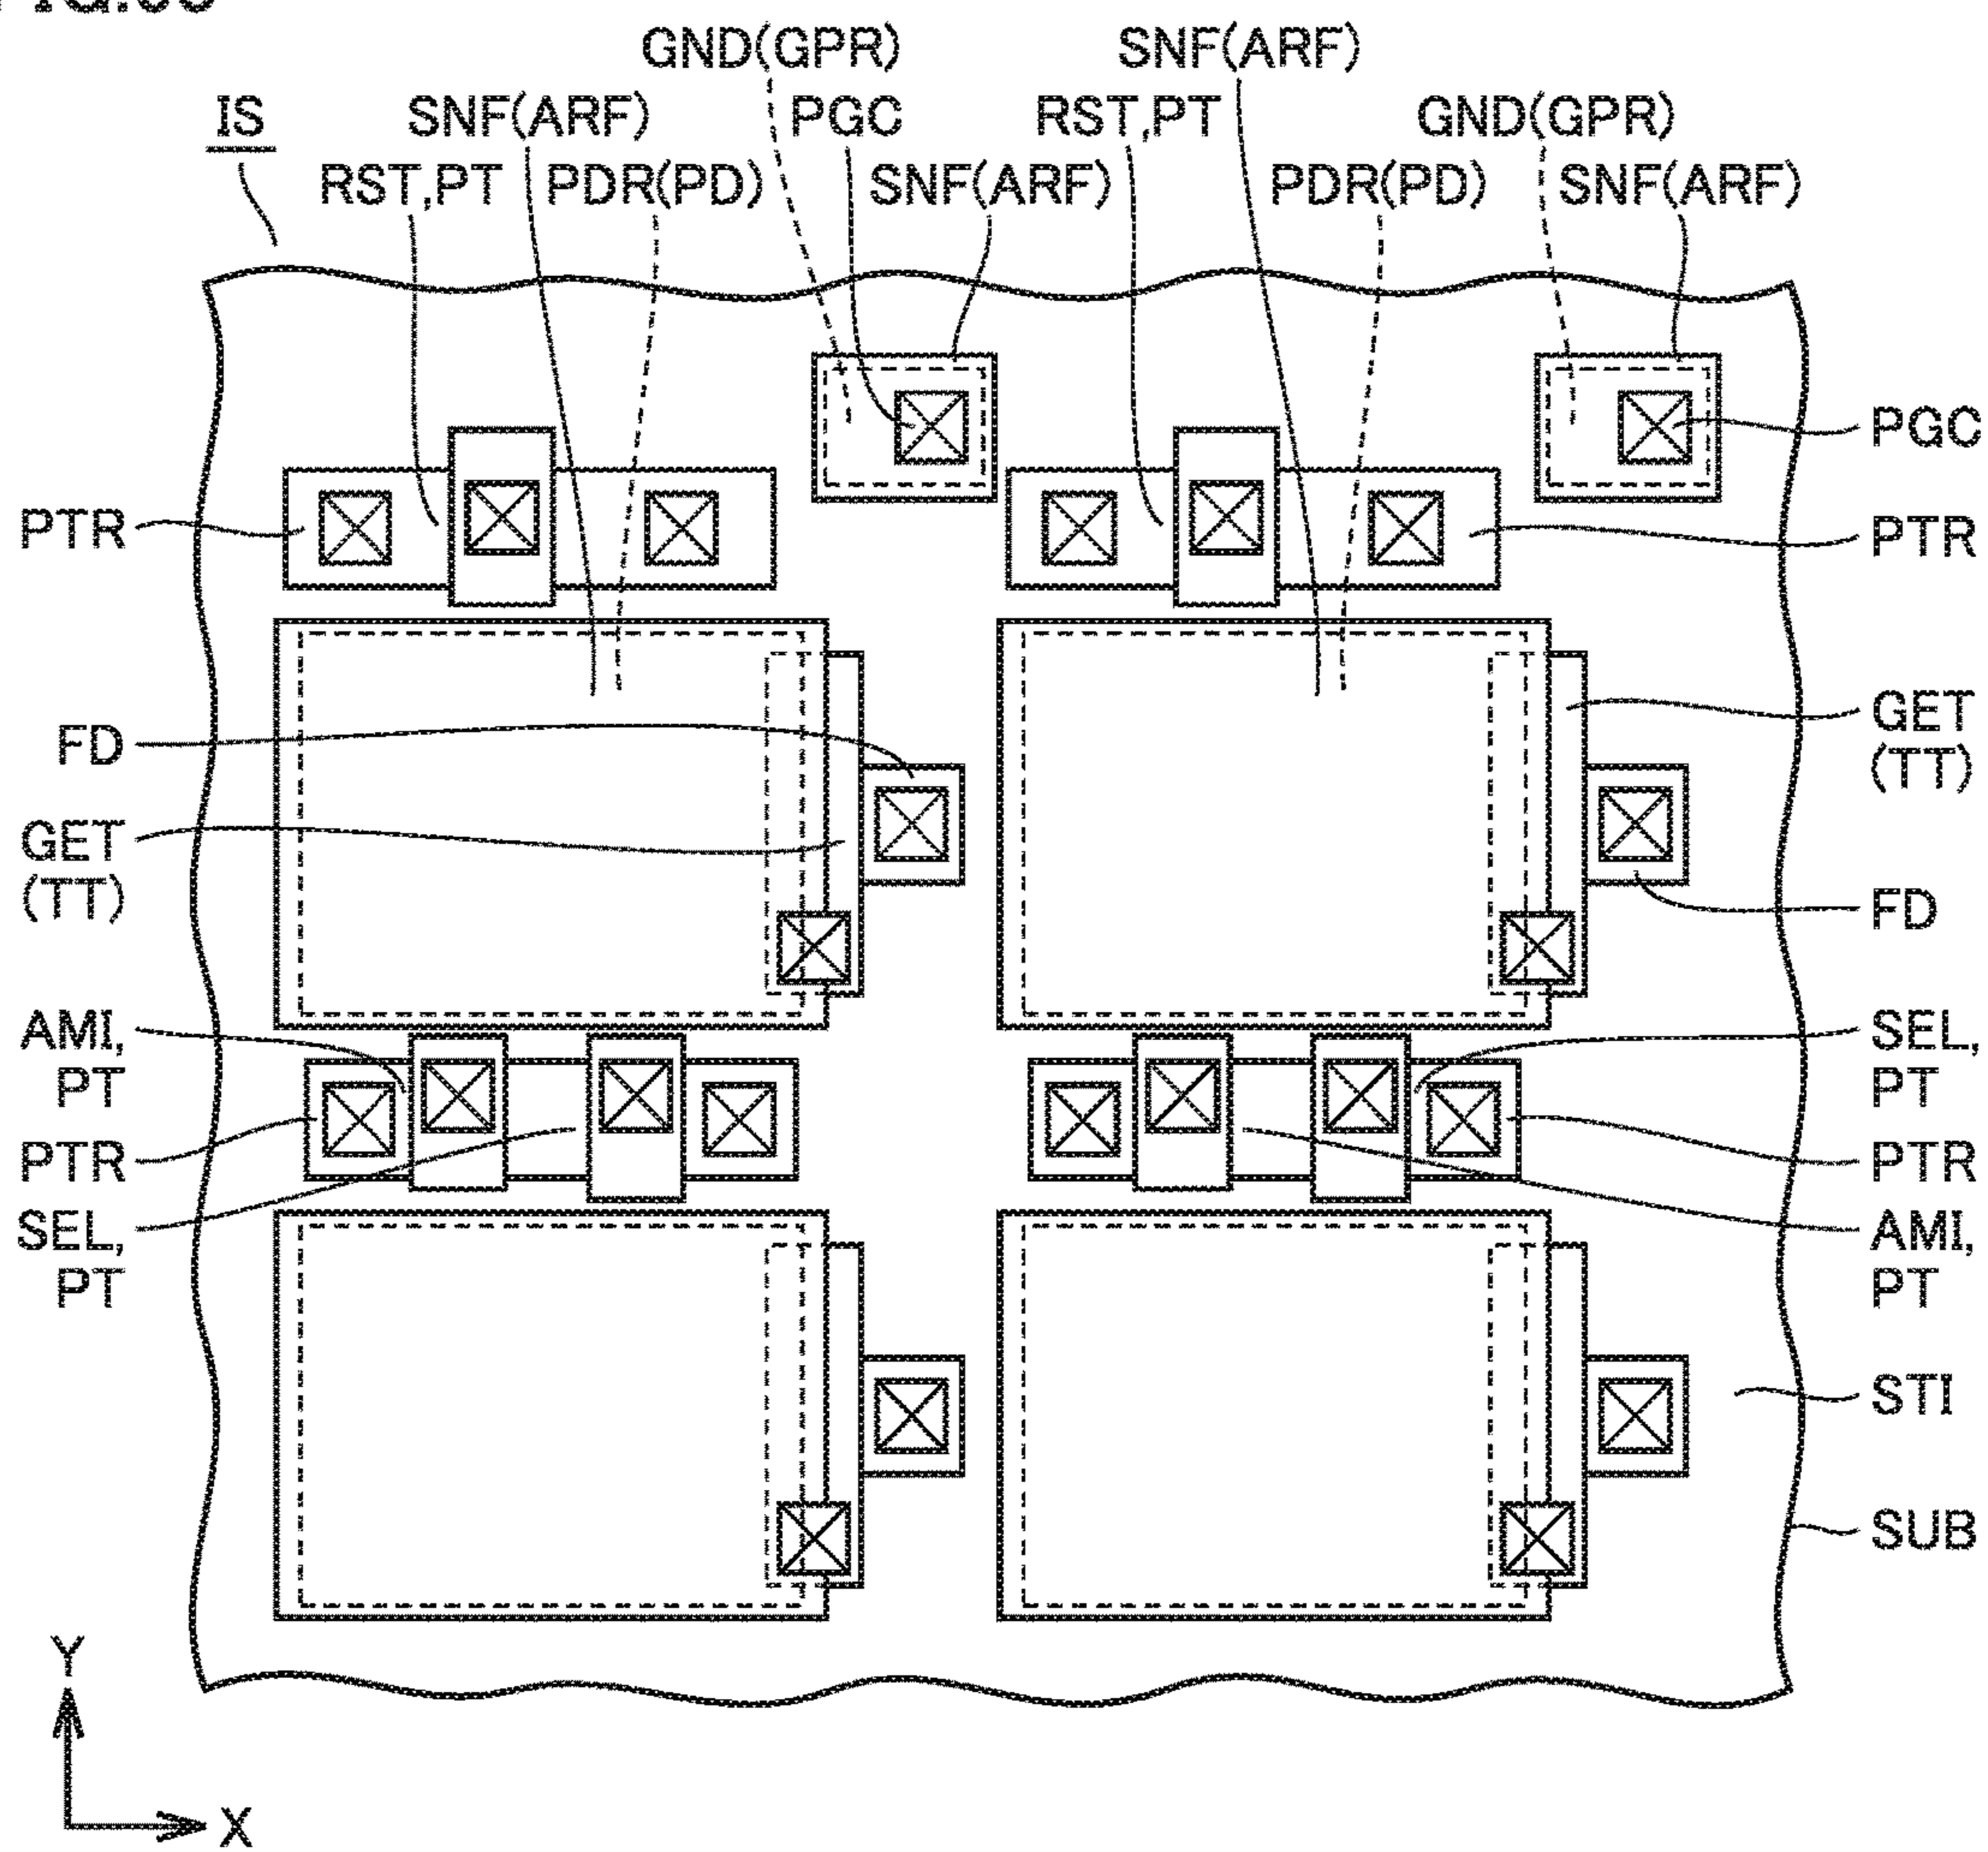 GND(GPR) SNF(ARF)
IS SNF(ARF) PGC RST,PT GND(GPR)
RST,PT PDR(PD) SNF(ARF) PDR(PD) SNF(ARF)
PGC
PTR PTR
FD GET
(TT)
GET
(TT) FD
AMI,
PT SEL,
PT
PTR PTR
SEL,
PT AMI,
PT
STI
SUB
Y
X